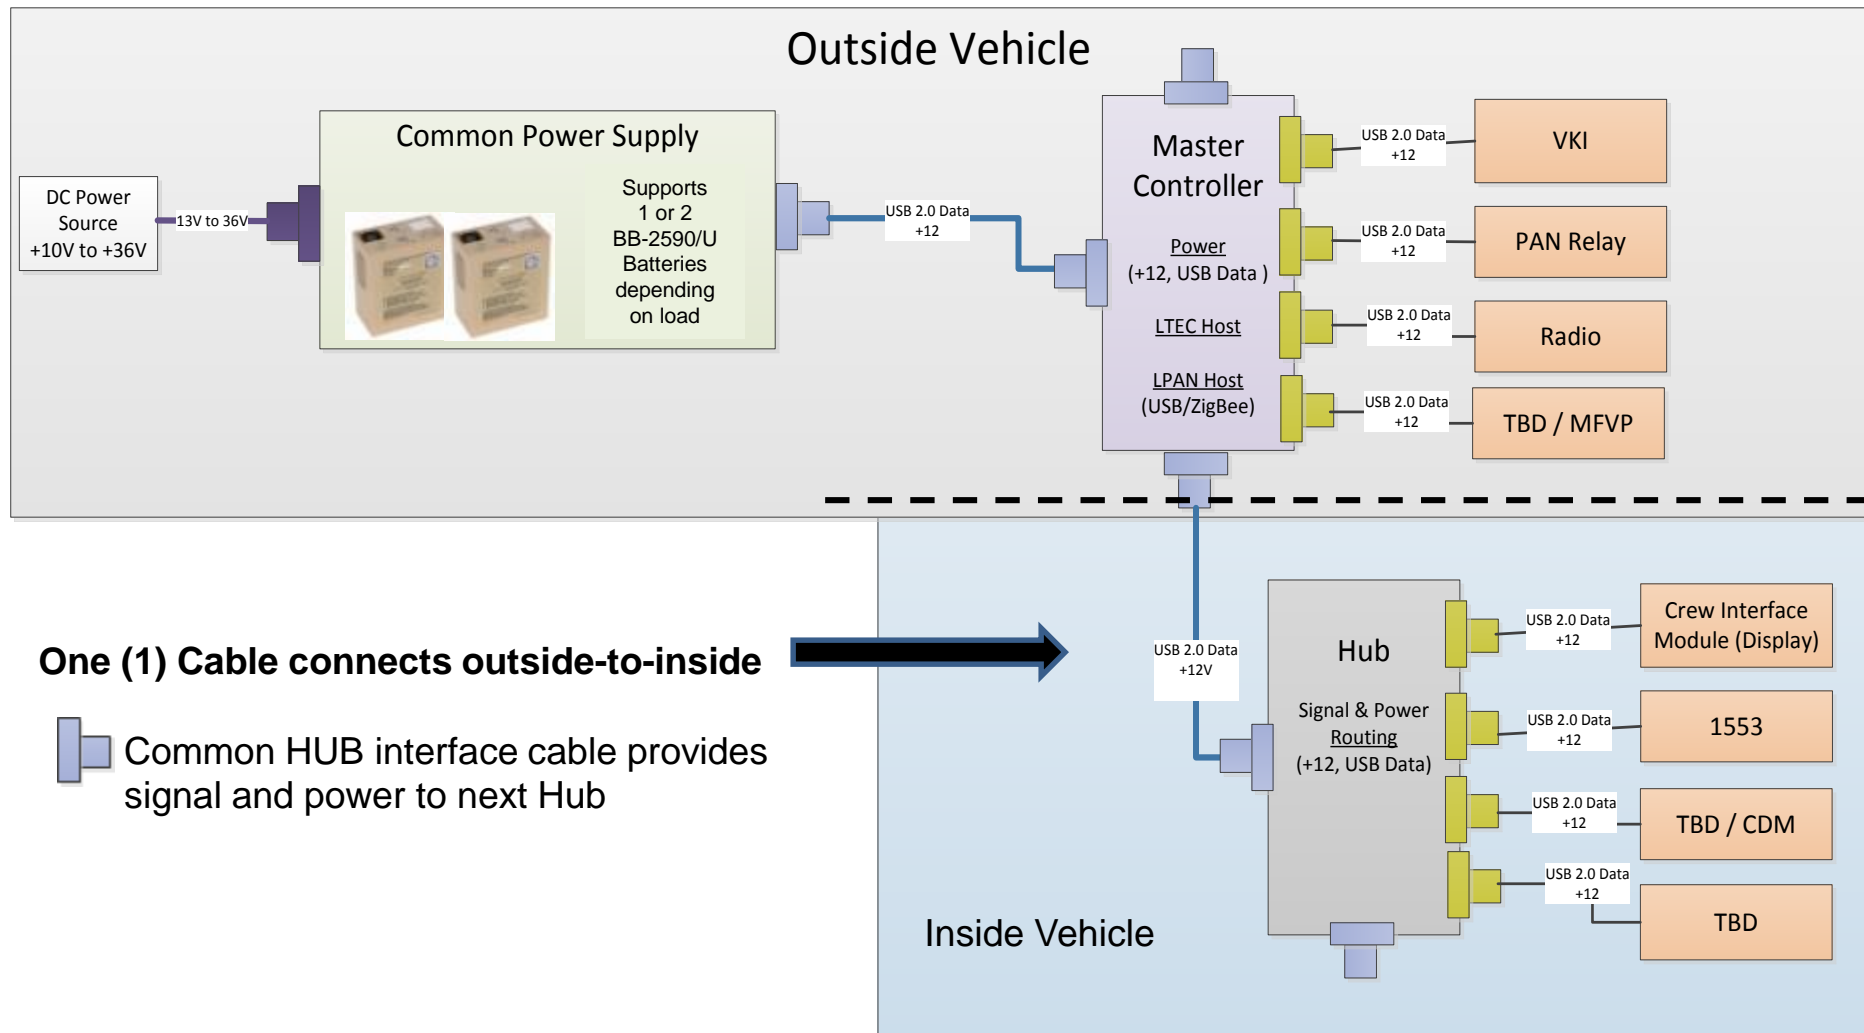 Outside Vehicle
DC Power
Source
+10V to +36V
13V to 36V
Common Power Supply
Supports
1 or 2
BB-2590/U
Batteries
depending
on load
USB 2.0 Data
+12
Master
Controller
Power
(+12, USB Data )
LTEC Host
LPAN Host
(USB/ZigBee)
USB 2.0 Data
+12
VKI
USB 2.0 Data
+12
PAN Relay
USB 2.0 Data
+12
Radio
USB 2.0 Data
+12
TBD / MFVP
One (1) Cable connects outside-to-inside
Common HUB interface cable provides
signal and power to next Hub
USB 2.0 Data
+12V
Hub
Signal & Power
Routing
(+12, USB Data)
USB 2.0 Data
+12
Crew Interface
Module (Display)
USB 2.0 Data
+12
1553
USB 2.0 Data
+12
TBD / CDM
USB 2.0 Data
+12
TBD
Inside Vehicle